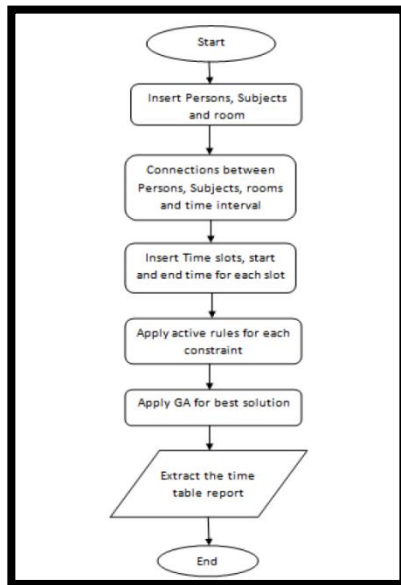 Start
Insert Persons, Subjects
and room
Connections between
Persons, Subjects, rooms
and time interval
Insert Time slots, start
and end time for each slot
Apply active rules for each
constraint
Apply GA for best solution
Extract the time
table report
End